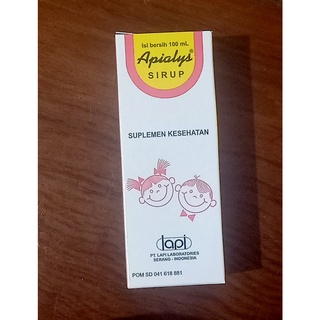 Isi bersih 100 mL
Apialys®
SIRUP
SUPLEMEN KESEHATAN
lapi
PT. LAPI LABORATORIES
SERANG - INDONESIA
POM SD 041 618 881